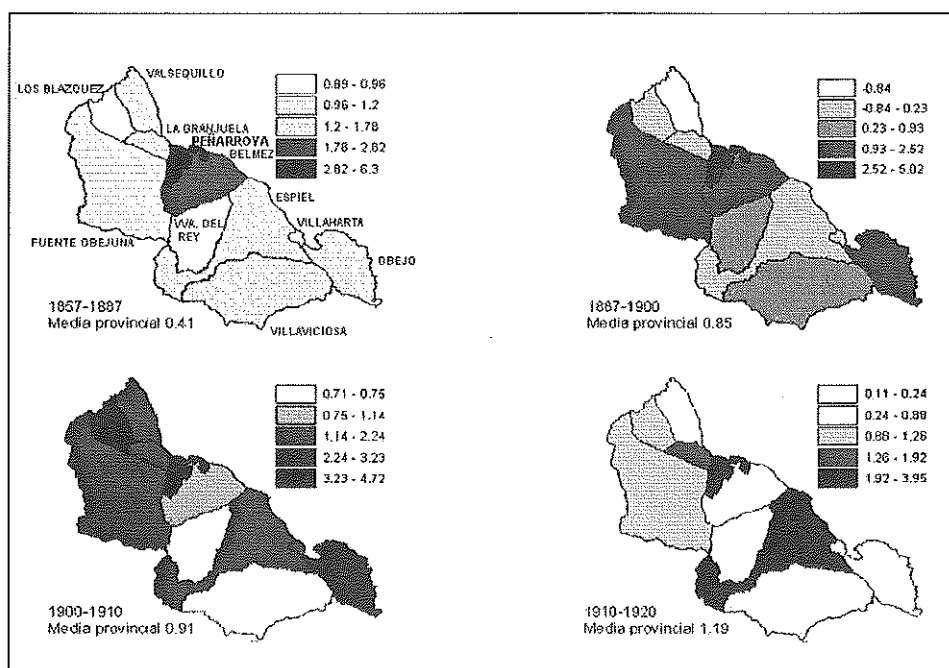 VALSEQUILLO
LOS BLAZQUEZ
LA GRANJUELA
PEÑARROYA
BELMEZ
ESPIEL
VILLAHARTA
VVA. DEL
REY
FUENTE OBEJUNA
OBEJO
VILLAVICIOSA
0.89 - 0.96
0.96 - 1.2
1.2 - 1.78
1.78 - 2.82
2.82 - 6.3
1857-1887
Media provincial 0.41
-0.84
-0.84 - 0.23
0.23 - 0.93
0.93 - 2.52
2.52 - 5.02
1887-1900
Media provincial 0.85
0.71 - 0.75
0.75 - 1.14
1.14 - 2.24
2.24 - 3.23
3.23 - 4.72
1900-1910
Media provincial 0.91
0.11 - 0.24
0.24 - 0.88
0.88 - 1.26
1.26 - 1.92
1.92 - 3.95
1910-1920
Media provincial 1.19